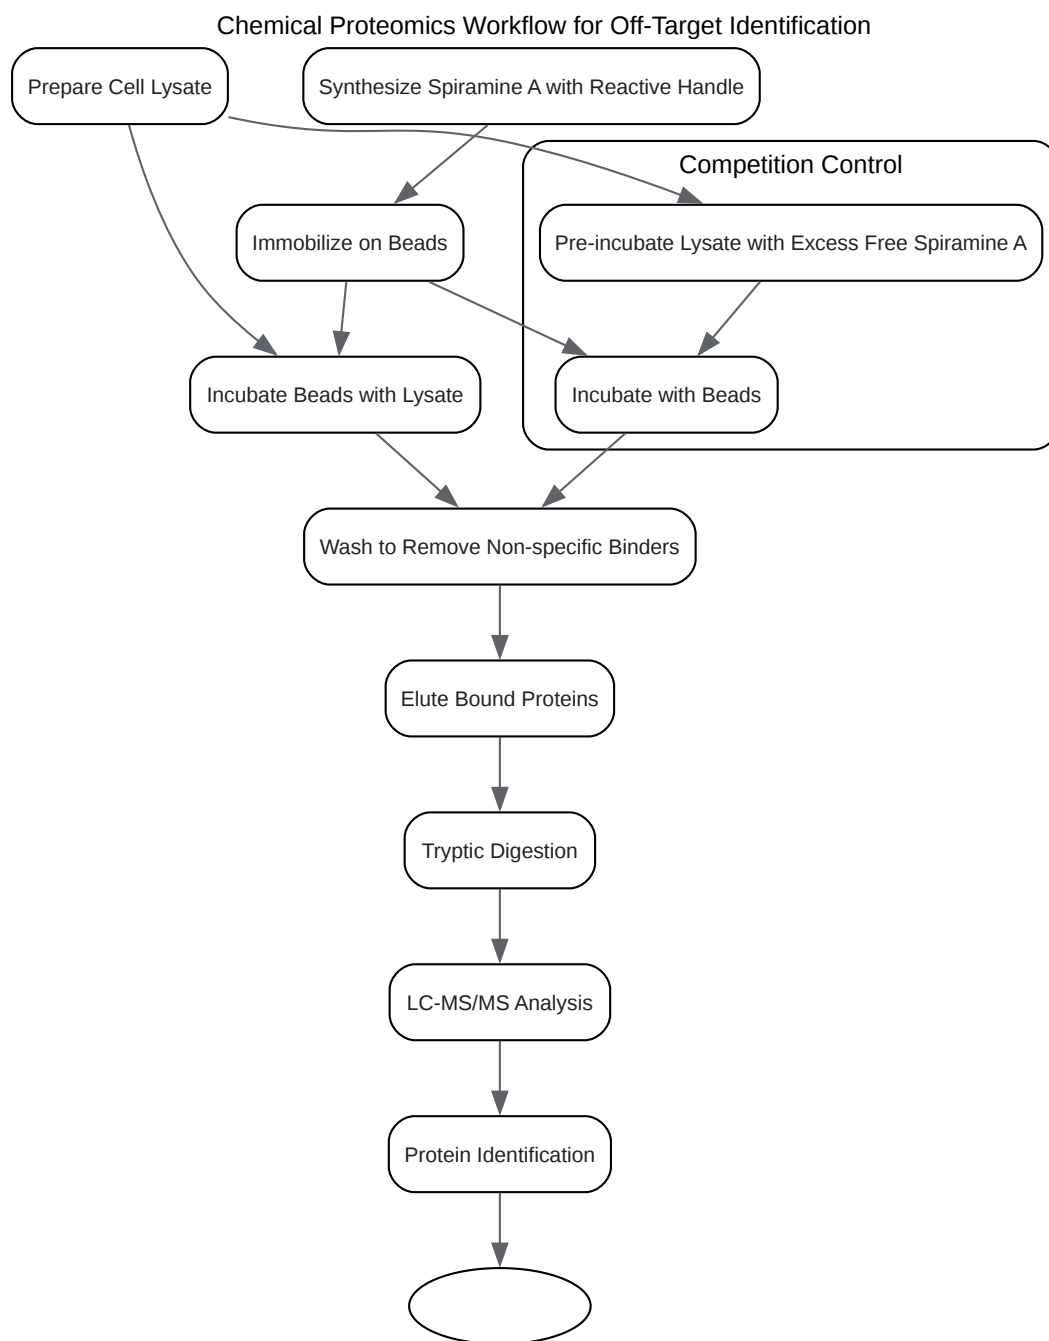 Chemical Proteomics Workflow for Off-Target Identification
Prepare Cell Lysate
Synthesize Spiramine A with Reactive Handle
Competition Control
Immobilize on Beads
Pre-incubate Lysate with Excess Free Spiramine A
Incubate Beads with Lysate
Incubate with Beads
Wash to Remove Non-specific Binders
Elute Bound Proteins
Tryptic Digestion
LC-MS/MS Analysis
Protein Identification